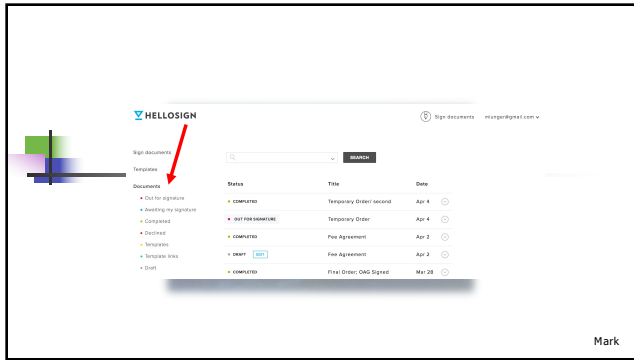 HELLOSIGN
Sign documents miunger@gmail.com
Sign documents
SEARCH
Templates
Documents
Status Title Date
Out for signature
COMPLETED Temporary Order/ second Apr 4
Awaiting my signature
OUT FOR SIGNATURE Temporary Order Apr 4
Completed
Declined
COMPLETED Fee Agreement Apr 2
Templates
Template links
DRAFT EDIT Fee Agreement Apr 2
Draft
COMPLETED Final Order; OAG Signed Mar 28
Mark